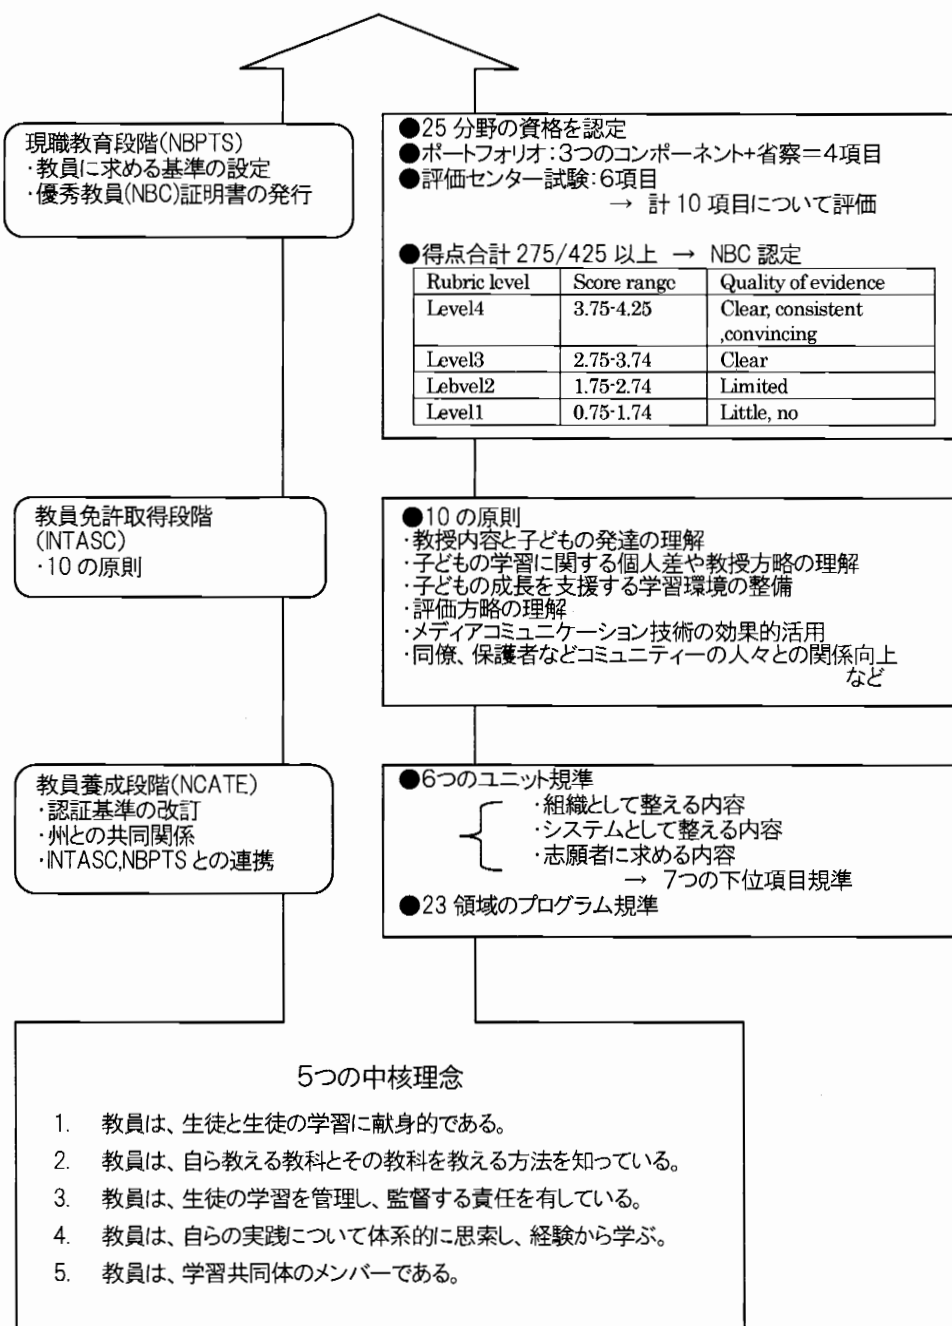 現職教育段階(NBPTS)
・教員に求める基準の設定
・優秀教員(NBC)証明書の発行
●25 分野の資格を認定
●ポートフォリオ:3つのコンポーネント+省察=4項目
●評価センター試験:6項目
→ 計 10 項目について評価
●得点合計 275/425 以上 → NBC 認定
Rubric level Score range Quality of evidence
Level4 3.75-4.25 Clear, consistent
,convincing
Level3 2.75-3.74 Clear
Lebvel2 1.75-2.74 Limited
Level1 0.75-1.74 Little, no
教員免許取得段階
(INTASC)
・10 の原則
●10 の原則
・教授内容と子どもの発達の理解
・子どもの学習に関する個人差や教授方略の理解
・子どもの成長を支援する学習環境の整備
・評価方略の理解
・メディアコミュニケーション技術の効果的活用
・同僚、保護者などコミュニティーの人々との関係向上
など
教員養成段階(NCATE)
・認証基準の改訂
・州との共同関係
・INTASC,NBPTS との連携
●6つのユニット規準
・組織として整える内容
・システムとして整える内容
・志願者に求める内容
→ 7つの下位項目規準
●23 領域のプログラム規準
5つの中核理念
1. 教員は、生徒と生徒の学習に献身的である。
2. 教員は、自ら教える教科とその教科を教える方法を知っている。
3. 教員は、生徒の学習を管理し、監督する責任を有している。
4. 教員は、自らの実践について体系的に思索し、経験から学ぶ。
5. 教員は、学習共同体のメンバーである。